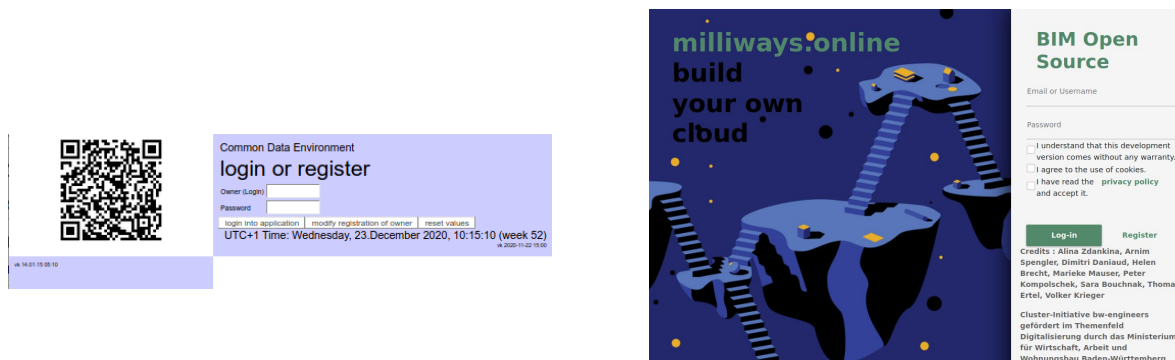 Common Data Environment
login or register
Owner (Login)
Password
login into application modify registration of owner reset values
UTC+1 Time: Wednesday, 23.December 2020, 10:15:10 (week 52)
vk 2020-11-22 15:00
vk 14.01.15 05:10
milliways.online
build
your own
cloud
BIM Open
Source
Email or Username
Password
I understand that this development
version comes without any warranty.
I agree to the use of cookies.
I have read the privacy policy
and accept it.
Log-in Register
Credits : Alina Zdankina, Arnim
Spengler, Dimitri Daniaud, Helen
Brecht, Marieke Mauser, Peter
Kompolschek, Sara Bouchnak, Thoma
Ertel, Volker Krieger
Cluster-Initiative bw-engineers
gefördert im Themenfeld
Digitalisierung durch das Ministerium
für Wirtschaft, Arbeit und
Wohnungsbau Baden-Württemberg